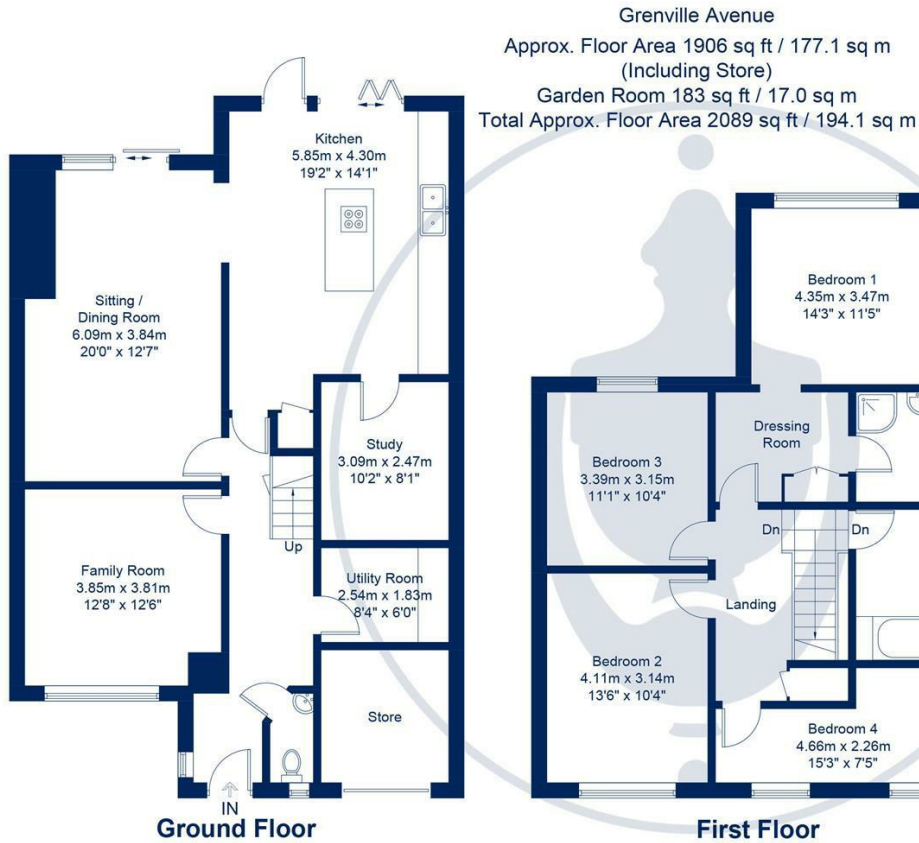 Grenville Avenue
Approx. Floor Area 1906 sq ft / 177.1 sq m
(Including Store)
Garden Room 183 sq ft / 17.0 sq m
Total Approx. Floor Area 2089 sq ft / 194.1 sq m
Kitchen
5.85m x 4.30m
19'2" x 14'1"
Sitting /
Dining Room
6.09m x 3.84m
20'0" x 12'7"
Study
3.09m x 2.47m
10'2" x 8'1"
Up
Family Room
3.85m x 3.81m
12'8" x 12'6"
Utility Room
2.54m x 1.83m
8'4" x 6'0"
Store
IN
Ground Floor
Bedroom 1
4.35m x 3.47m
14'3" x 11'5"
Dressing
Room
Bedroom 3
3.39m x 3.15m
11'1" x 10'4"
Dn
Dn
Landing
Bedroom 2
4.11m x 3.14m
13'6" x 10'4"
Bedroom 4
4.66m x 2.26m
15'3" x 7'5"
First Floor